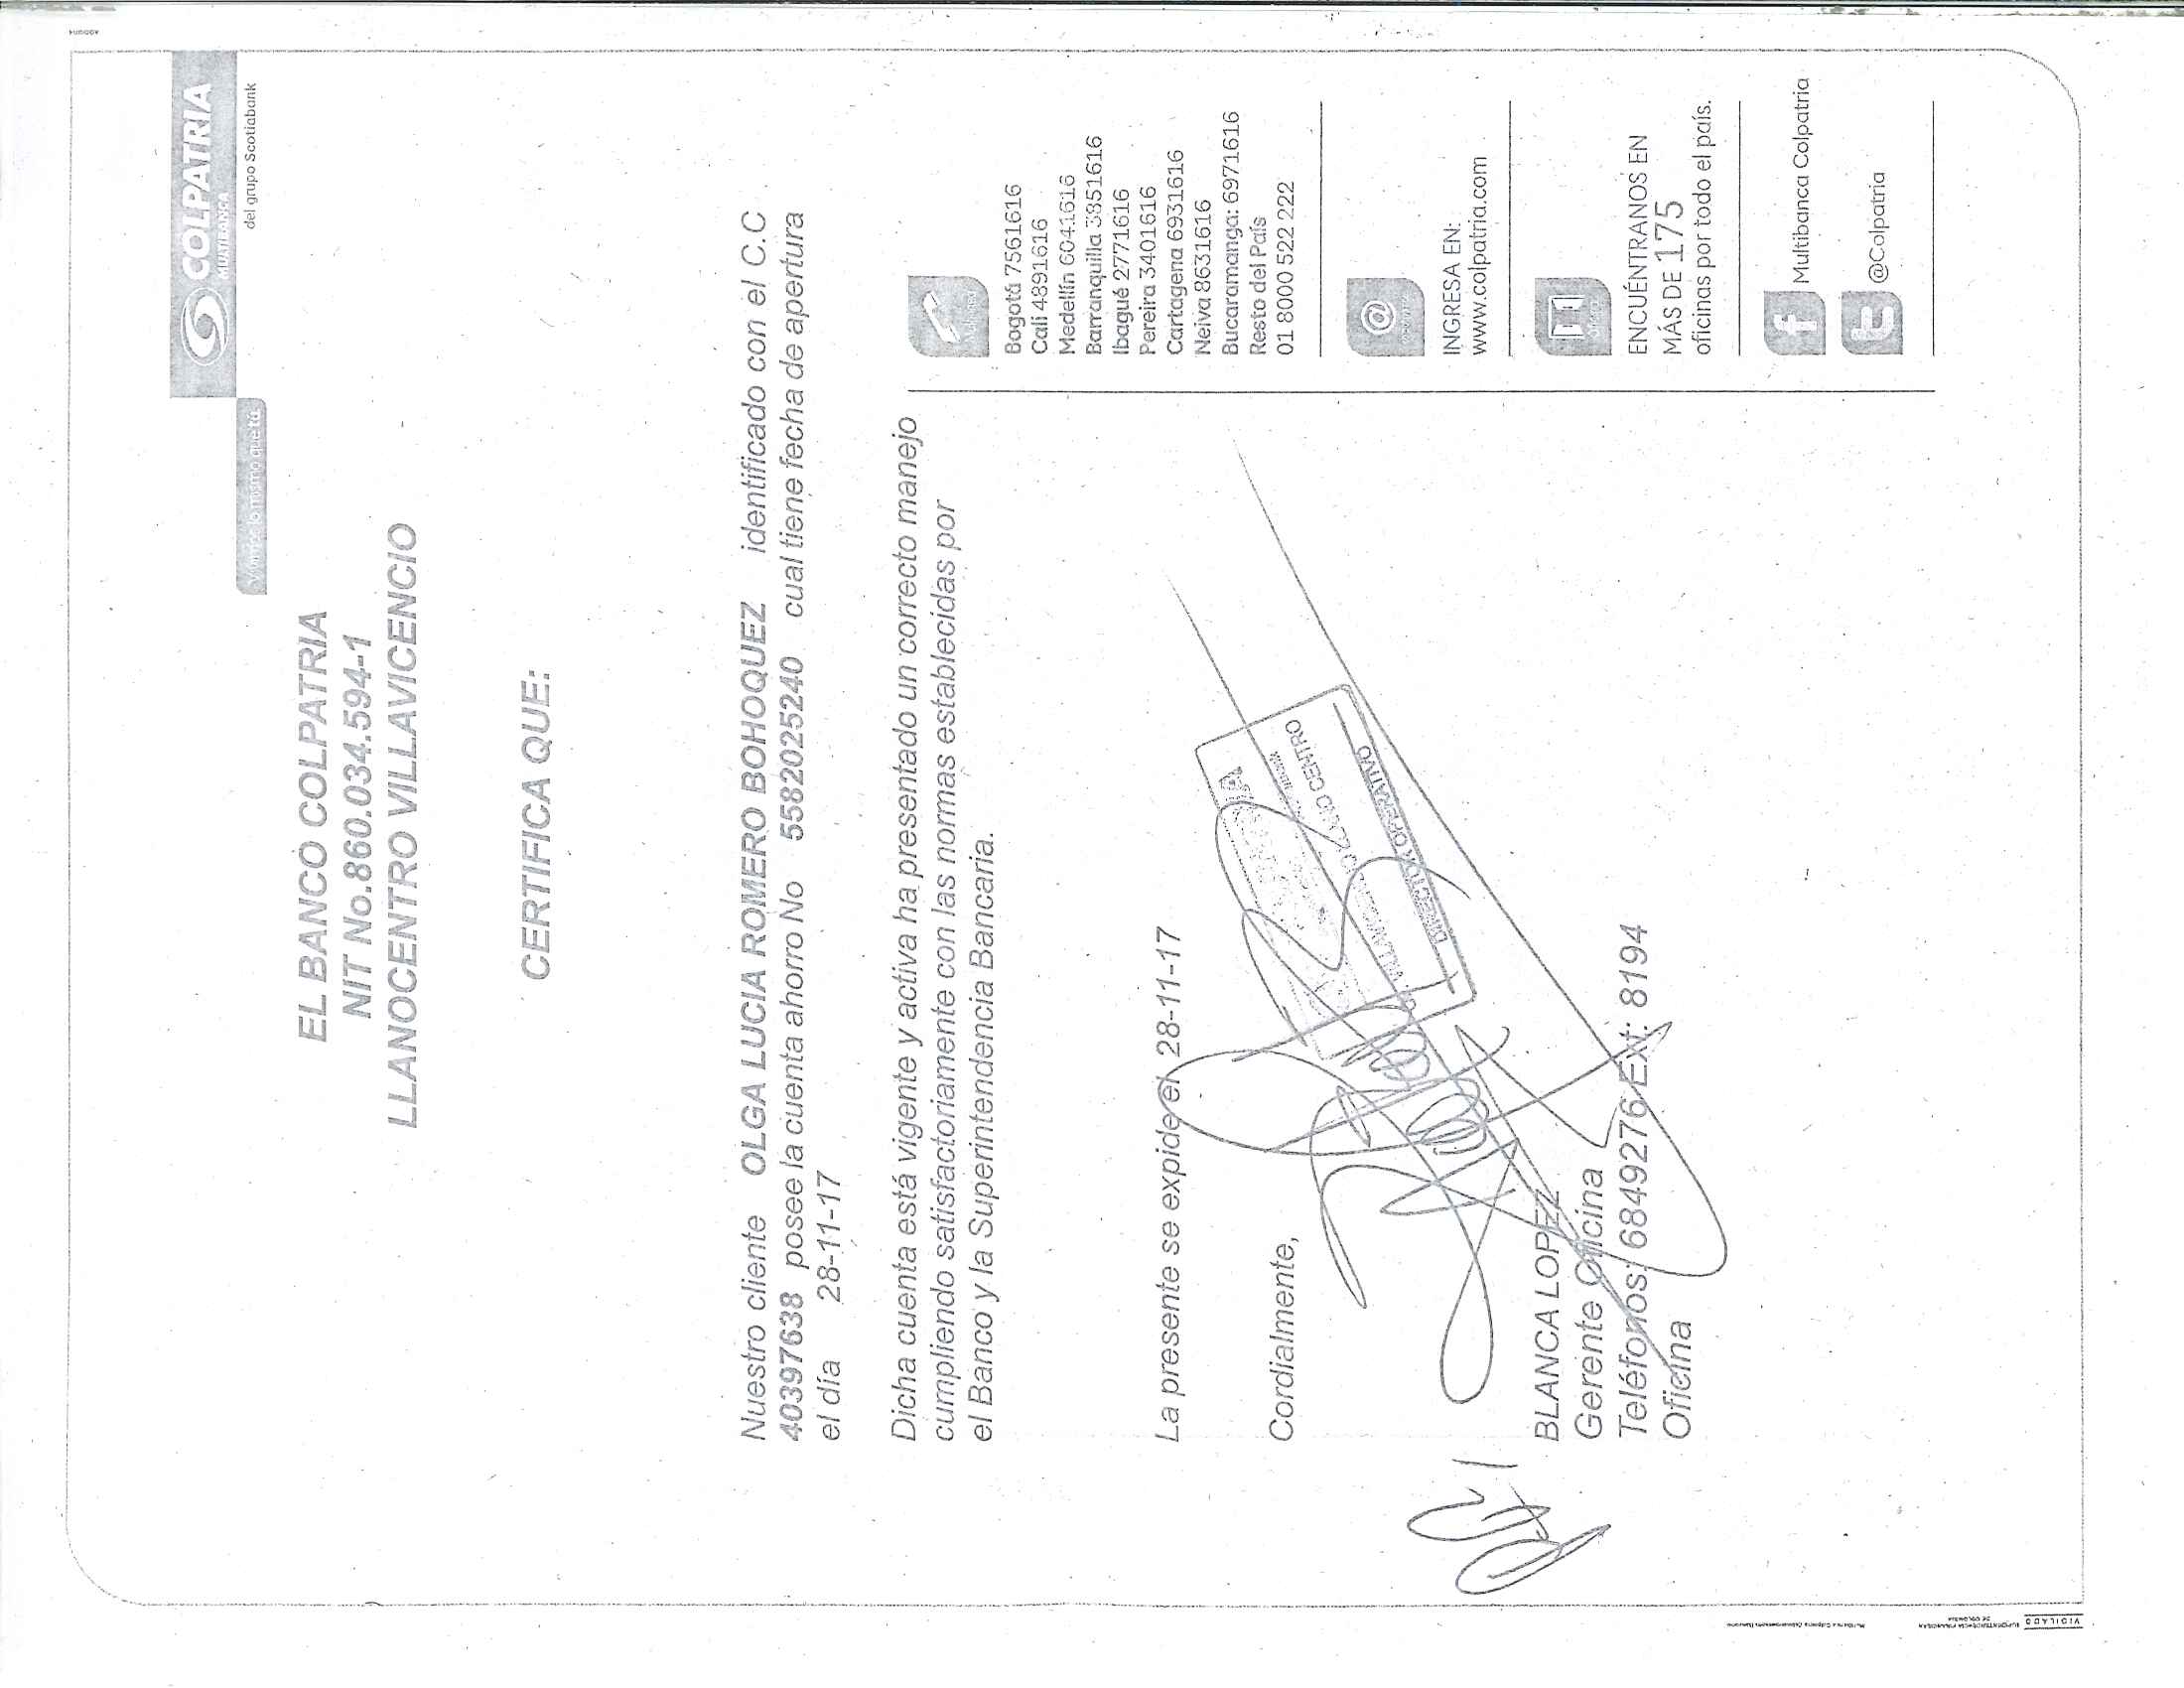 COLPATRIA
MULTIBANCA
del grupo Scotiabank
Vivimos lo mismo que tú.
EL BANCO COLPATRIA
NIT No.860.034.594-1
LLANOCENTRO VILLAVICENCIO
CERTIFICA QUE:
Nuestro cliente OLGA LUCIA ROMERO BOHOQUEZ identificado con el C.C
40397638 posee la cuenta ahorro No 5582025240 cual tiene fecha de apertura
el día 28-11-17
Dicha cuenta está vigente y activa ha presentado un correcto manejo
cumpliendo satisfactoriamente con las normas establecidas por
el Banco y la Superintendencia Bancaria.
La presente se expide el 28-11-17
Cordialmente,
COLPATRIA
VILLAVICENCIO LLANO CENTRO
DIRECTOR OPERATIVO
BLANCA LOPEZ
Gerente Oficina
Teléfonos: 6849276 Ext: 8194
Oficina
Bogotá 7561616
Cali 4891616
Medellín 6041616
Barranquilla 3851616
Ibagué 2771616
Pereira 3401616
Cartagena 6931616
Neiva 8631616
Bucaramanga: 6971616
Resto del País
01 8000 522 222
@
INGRESA EN:
www.colpatria.com
Oficinas
ENCUÉNTRANOS EN
MÁS DE 175
oficinas por todo el país.
f Multibanca Colpatria
t @Colpatria
VIGILADO SUPERINTENDENCIA FINANCIERA
DE COLOMBIA